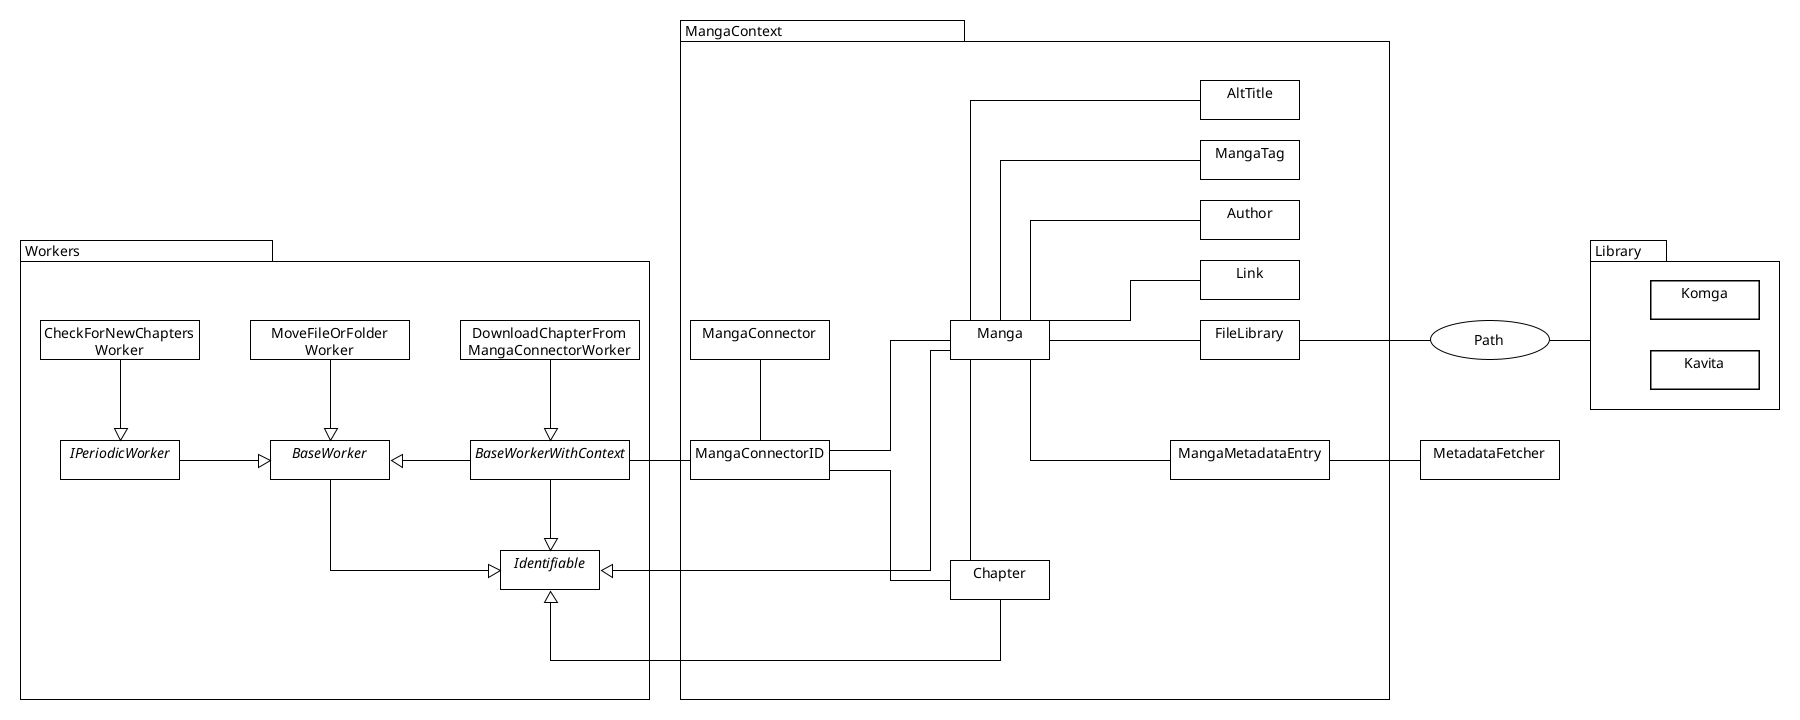 MangaContext
AltTitle
MangaTag
Author
Link
Workers
Library
CheckForNewChapters
Worker
MoveFileOrFolder
Worker
DownloadChapterFrom
MangaConnectorWorker
MangaConnector
Manga
FileLibrary
Path
Komga
Kavita
IPeriodicWorker
BaseWorker
BaseWorkerWithContext
MangaConnectorID
MangaMetadataEntry
MetadataFetcher
Identifiable
Chapter